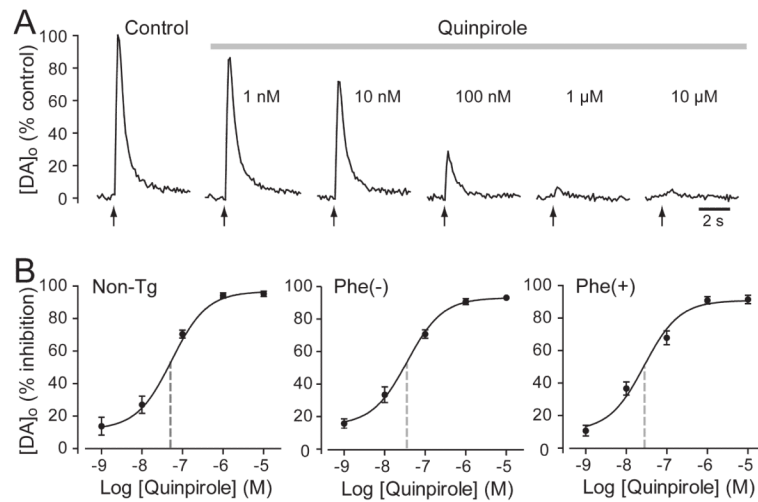 A
Control
Quinpirole
[DA]o (% control)
100
80
60
40
20
0
1 nM
10 nM
100 nM
1 µM
10 µM
2 s
B
Non-Tg
Phe(-)
Phe(+)
[DA]o (% inhibition)
100
80
60
40
20
0
100
80
60
40
20
0
100
80
60
40
20
0
-9 -8 -7 -6 -5
-9 -8 -7 -6 -5
-9 -8 -7 -6 -5
Log [Quinpirole] (M)
Log [Quinpirole] (M)
Log [Quinpirole] (M)